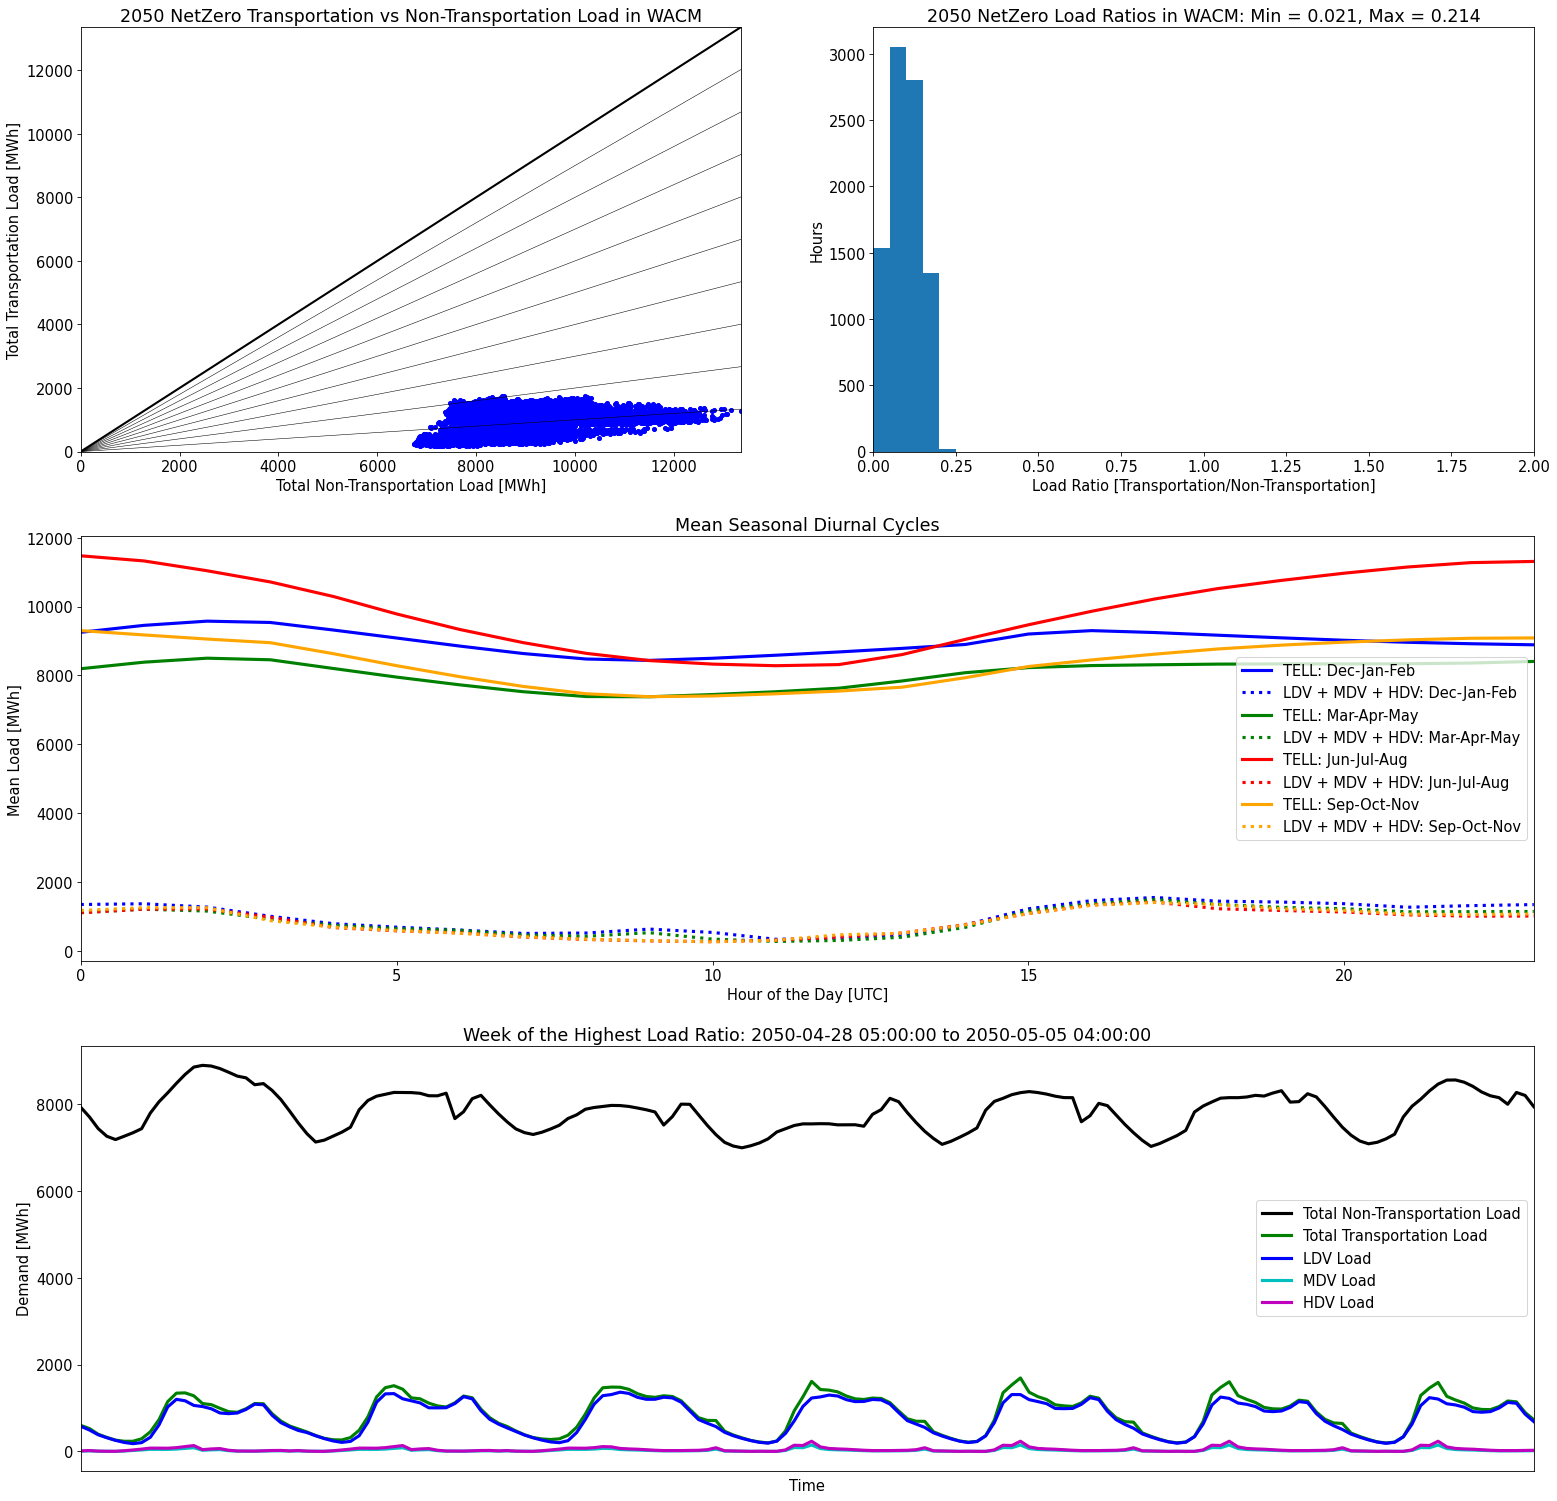 2050 NetZero Transportation vs Non-Transportation Load in WACM
Total Transportation Load [MWh]
12000
10000
8000
6000
4000
2000
0
0 2000 4000 6000 8000 10000 12000
Total Non-Transportation Load [MWh]
2050 NetZero Load Ratios in WACM: Min = 0.021, Max = 0.214
Hours
3000
2500
2000
1500
1000
500
0
0.00 0.25 0.50 0.75 1.00 1.25 1.50 1.75 2.00
Load Ratio [Transportation/Non-Transportation]
Mean Seasonal Diurnal Cycles
Mean Load [MWh]
12000
10000
8000
6000
4000
2000
0
TELL: Dec-Jan-Feb
LDV + MDV + HDV: Dec-Jan-Feb
TELL: Mar-Apr-May
LDV + MDV + HDV: Mar-Apr-May
TELL: Jun-Jul-Aug
LDV + MDV + HDV: Jun-Jul-Aug
TELL: Sep-Oct-Nov
LDV + MDV + HDV: Sep-Oct-Nov
0 5 10 15 20
Hour of the Day [UTC]
Week of the Highest Load Ratio: 2050-04-28 05:00:00 to 2050-05-05 04:00:00
Demand [MWh]
8000
6000
4000
2000
0
Total Non-Transportation Load
Total Transportation Load
LDV Load
MDV Load
HDV Load
Time